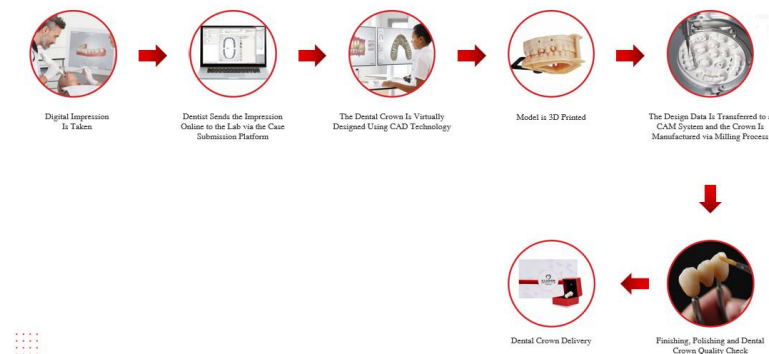 Digital Impression
Is Taken
Dentist Sends the Impression
Online to the Lab via the Case
Submission Platform
The Dental Crown Is Virtually
Designed Using CAD Technology
Model is 3D Printed
The Design Data Is Transferred to
CAM System and the Crown Is
Manufactured via Milling Process
Dental Crown Delivery
Finishing, Polishing and Dental
Crown Quality Check